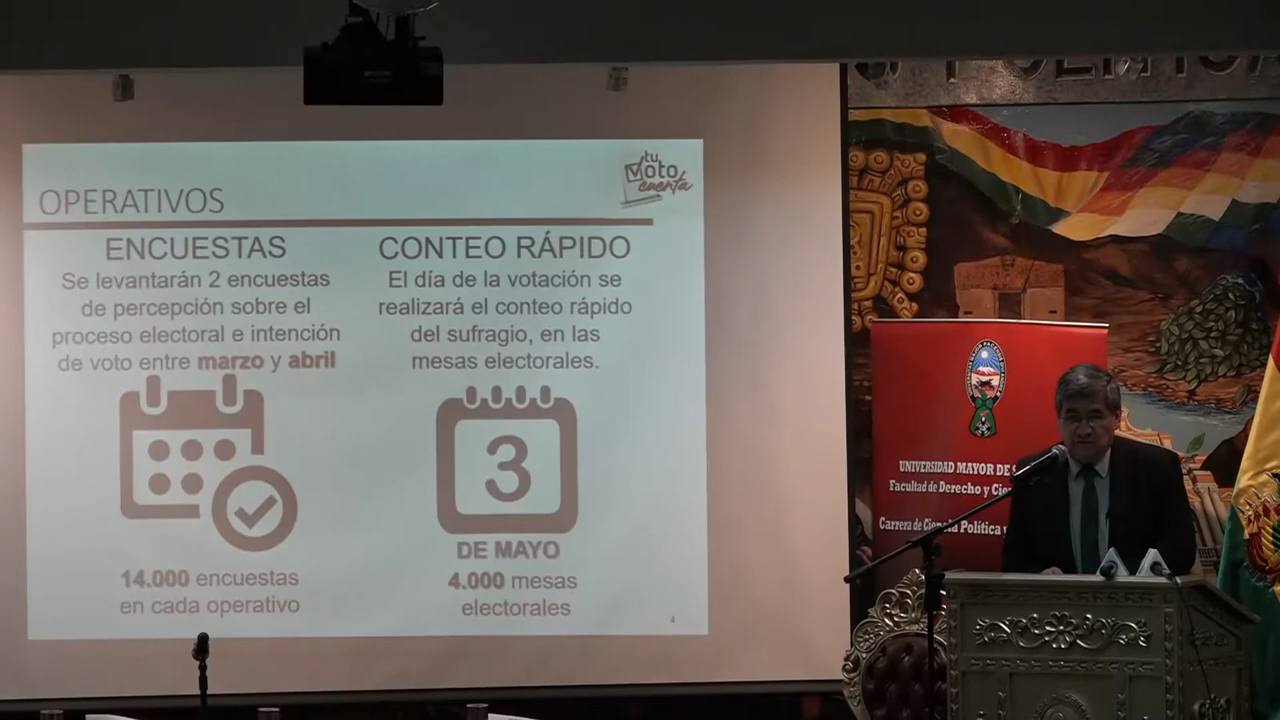 tu
Voto
cuenta
OPERATIVOS
ENCUESTAS
Se levantarán 2 encuestas
de percepción sobre el
proceso electoral e intención
de voto entre marzo y abril
14.000 encuestas
en cada operativo
CONTEO RÁPIDO
El día de la votación se
realizará el conteo rápido
del sufragio, en las
mesas electorales.
3
DE MAYO
4.000 mesas
electorales
4
UNIVERSIDAD MAYOR DE
Facultad de Derecho y
Carrera de Ciencia Política